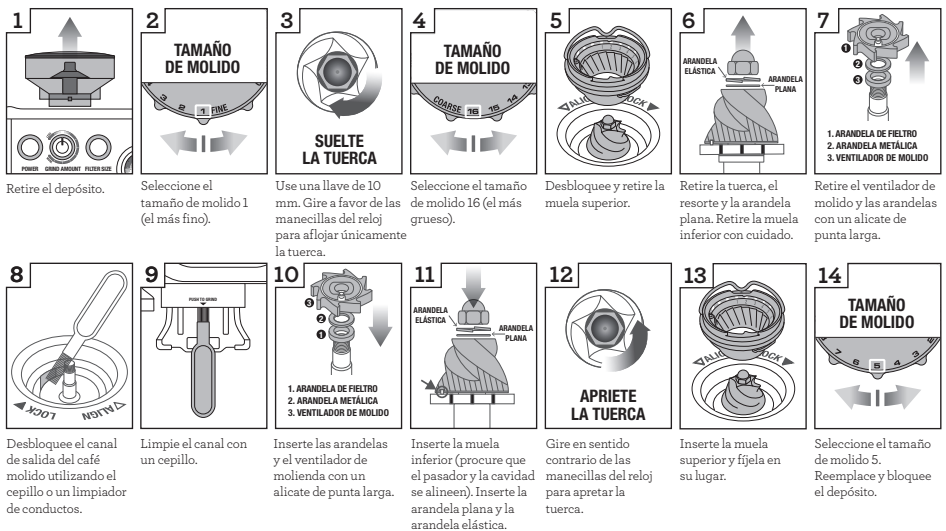 1
POWER GRIND AMOUNT FILTER SIZE
Retire el depósito.
2
TAMAÑO
DE MOLIDO
3 2 1 FINE
Seleccione el
tamaño de molido 1
(el más fino).
3
SUELTE
LA TUERCA
Use una llave de 10
mm. Gire a favor de las
manecillas del reloj
para aflojar únicamente
la tuerca.
4
TAMAÑO
DE MOLIDO
COARSE 16 15 14
Seleccione el tamaño
de molido 16 (el más
grueso).
5
ALIGN LOCK
Desbloquee y retire la
muela superior.
6
ARANDELA
ELÁSTICA
ARANDELA
PLANA
Retire la tuerca, el
resorte y la arandela
plana. Retire la muela
inferior con cuidado.
7
1
2
3
1. ARANDELA DE FIELTRO
2. ARANDELA METÁLICA
3. VENTILADOR DE MOLIDO
Retire el ventilador de
molido y las arandelas
con un alicate de
punta larga.
8
LOCK ALIGN
Desbloquee el canal
de salida del café
molido utilizando el
cepillo o un limpiador
de conductos.
9
PUSH TO GRIND
Limpie el canal con
un cepillo.
10
3
2
1
1. ARANDELA DE FIELTRO
2. ARANDELA METÁLICA
3. VENTILADOR DE MOLIDO
Inserte las arandelas
y el ventilador de
molienda con un
alicate de punta larga.
11
ARANDELA
ELÁSTICA
ARANDELA
PLANA
Inserte la muela
inferior (procure que
el pasador y la cavidad
se alineen). Inserte la
arandela plana y la
arandela elástica.
12
APRIETE
LA TUERCA
Gire en sentido
contrario de las
manecillas del reloj
para apretar la
tuerca.
13
ALIGN LOCK
Inserte la muela
superior y fíjela en
su lugar.
14
TAMAÑO
DE MOLIDO
7 6 5 4 3
Seleccione el tamaño
de molido 5.
Reemplace y bloquee
el depósito.